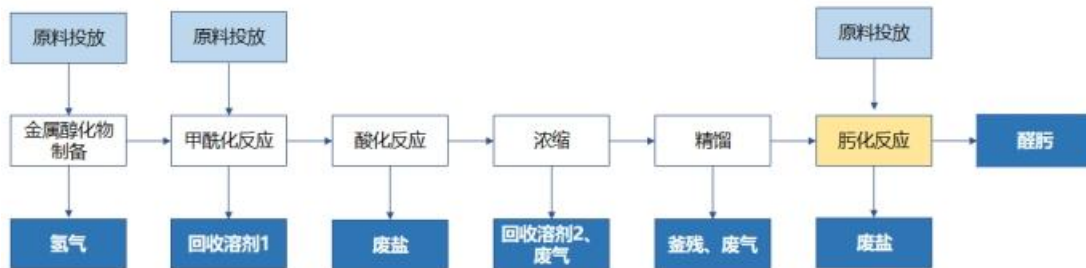 原料投放
原料投放
原料投放
金属醇化物
制备
甲酰化反应
酸化反应
浓缩
精馏
肟化反应
醛肟
氢气
回收溶剂1
废盐
回收溶剂2、
废气
釜残、废气
废盐